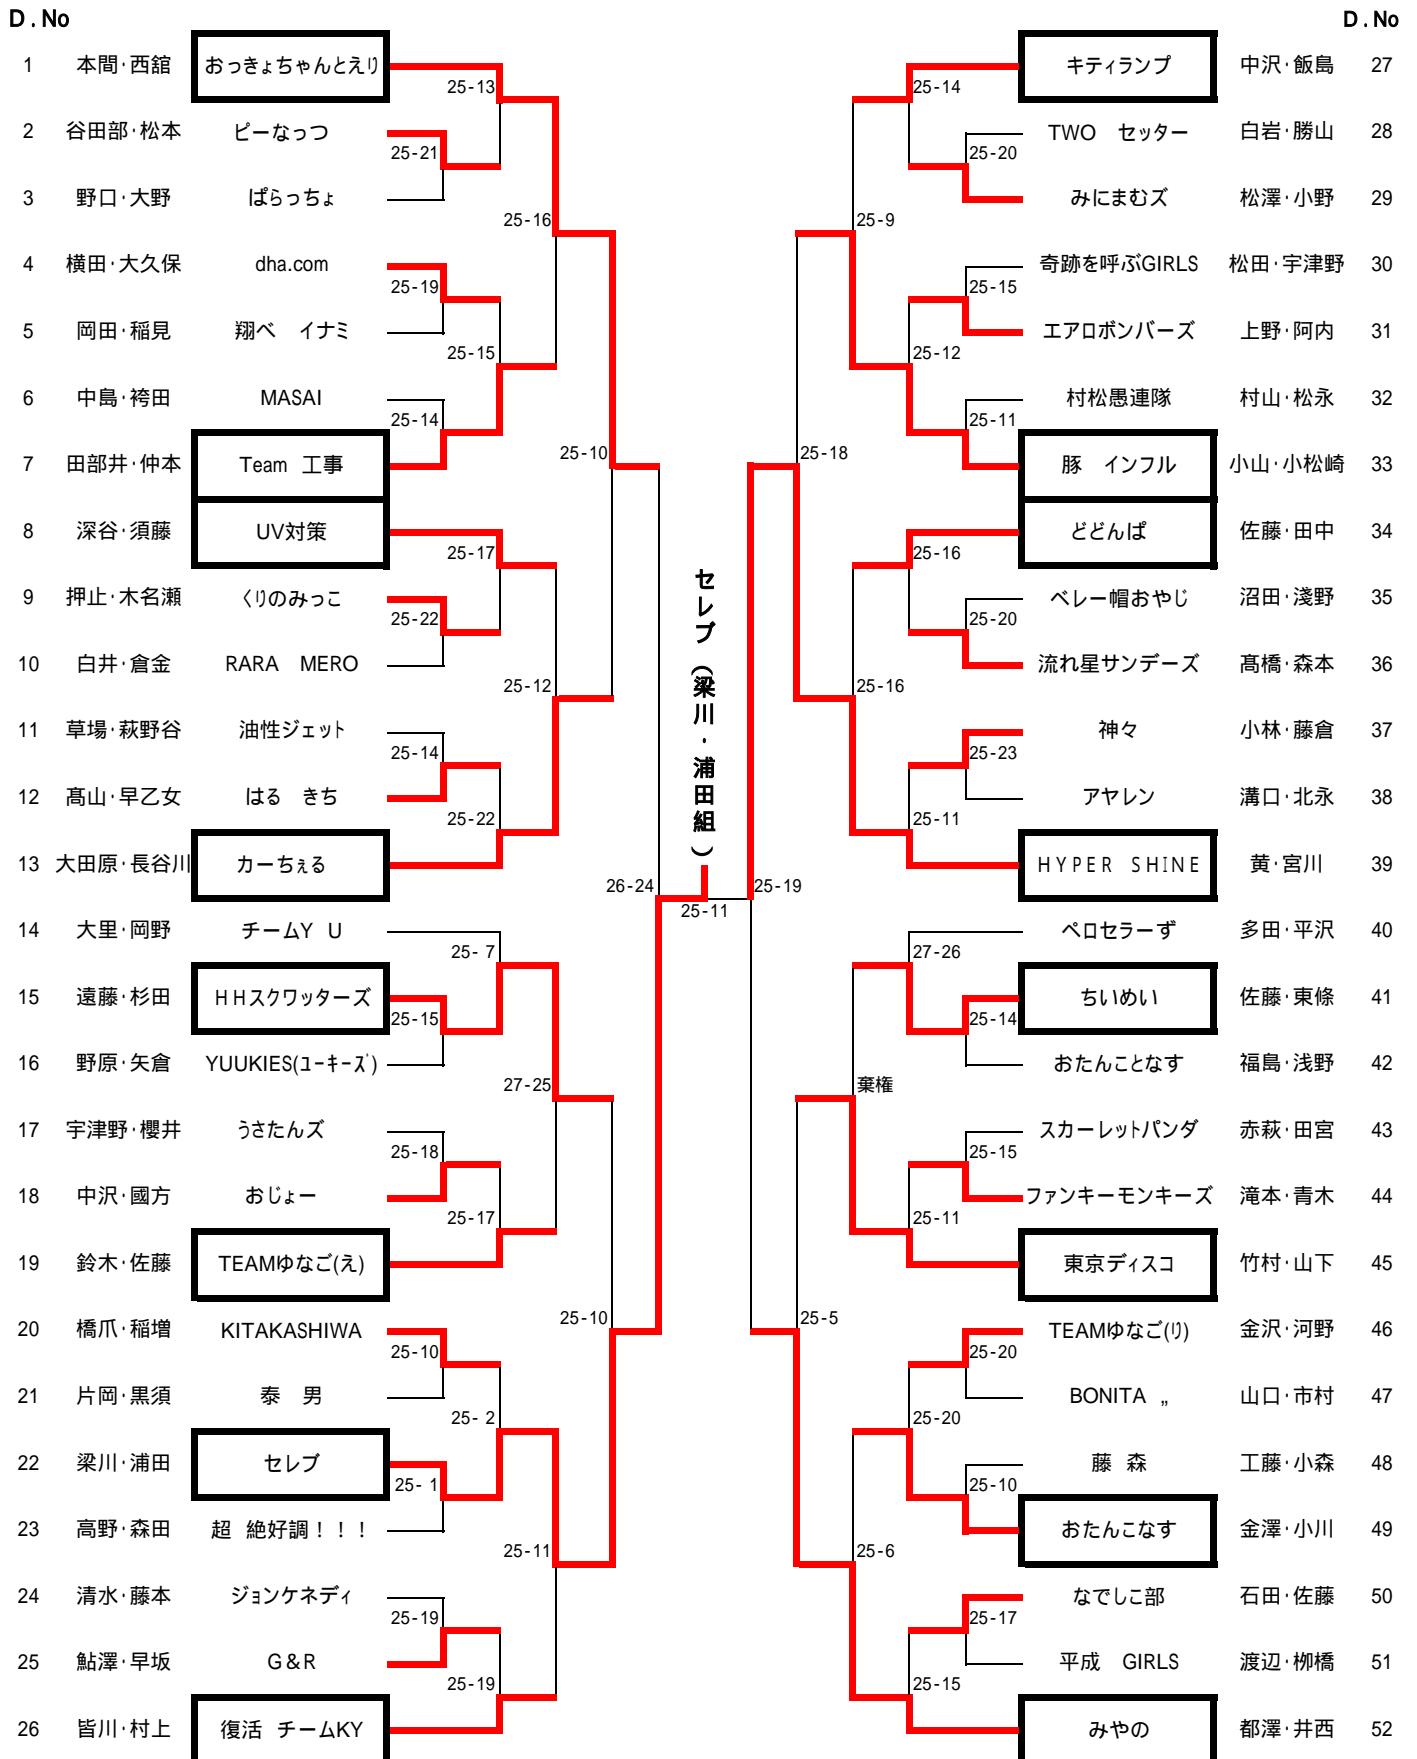 D.No D.No
1 本間・西舘 おっきょちゃんとえり キティランプ 中沢・飯島 27
25-13 25-14
2 谷田部・松本 ピーなっつ TWO セッター 白岩・勝山 28
25-21 25-20
3 野口・大野 ぱらっちょ みにまむズ 松澤・小野 29
25-16 25-9
4 横田・大久保 dha.com 奇跡を呼ぶGIRLS 松田・宇津野 30
25-19 25-15
5 岡田・稲見 翔べ イナミ エアロボンバーズ 上野・阿内 31
25-15 25-12
6 中島・袴田 MASAI 村松愚連隊 村山・松永 32
25-14 25-11
7 田部井・仲本 Team 工事 25-10 25-18 豚 インフル 小山・小松崎 33
8 深谷・須藤 UV対策 どどんぱ 佐藤・田中 34
25-17 25-16
9 押止・木名瀬 くりのみっこ ベレー帽おやじ 沼田・淺野 35
25-22 25-20
10 白井・倉金 RARA MERO 流れ星サンデーズ 髙橋・森本 36
25-12 25-16
11 草場・萩野谷 油性ジェット 神々 小林・藤倉 37
25-14 25-23
12 髙山・早乙女 はる きち アヤレン 溝口・北永 38
25-22 25-11
セレブ(梁川・浦田組)
13 大田原・長谷川 カーちぇる HYPER SHINE 黄・宮川 39
26-24 25-11 25-19
14 大里・岡野 チームY U ペロセラーず 多田・平沢 40
25- 7 27-26
15 遠藤・杉田 HHスクワッターズ ちいめい 佐藤・東條 41
25-15 25-14
16 野原・矢倉 YUUKIES(ユーキーズ) おたんことなす 福島・浅野 42
27-25 棄権
17 宇津野・櫻井 うさたんズ スカーレットパンダ 赤萩・田宮 43
25-18 25-15
18 中沢・國方 おじょー ファンキーモンキーズ 滝本・青木 44
25-17 25-11
19 鈴木・佐藤 TEAMゆなご(え) 東京ディスコ 竹村・山下 45
25-10 25-5
20 橋爪・稲増 KITAKASHIWA TEAMゆなご(り) 金沢・河野 46
25-10 25-20
21 片岡・黒須 泰 男 BONITA „ 山口・市村 47
25- 2 25-20
22 梁川・浦田 セレブ 藤 森 工藤・小森 48
25- 1 25-10
23 高野・森田 超 絶好調!!! おたんこなす 金澤・小川 49
25-11 25-6
24 清水・藤本 ジョンケネディ なでしこ部 石田・佐藤 50
25-19 25-17
25 鮎澤・早坂 G&R 平成 GIRLS 渡辺・栁橋 51
25-19 25-15
26 皆川・村上 復活 チームKY みやの 都澤・井西 52